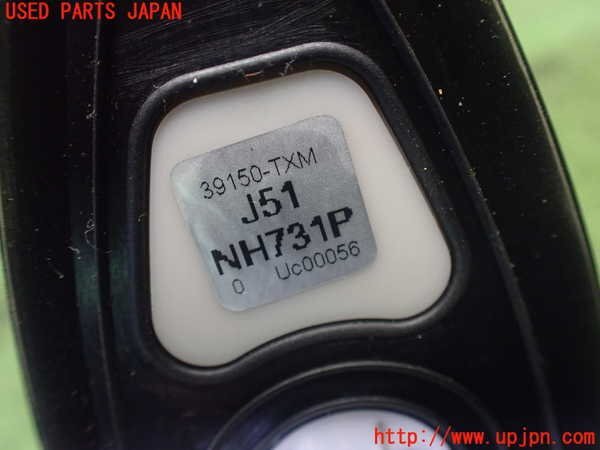 USED PARTS JAPAN
39150-TXM
J51
NH731P
0 Uc00056
http://www.upjpn.com/